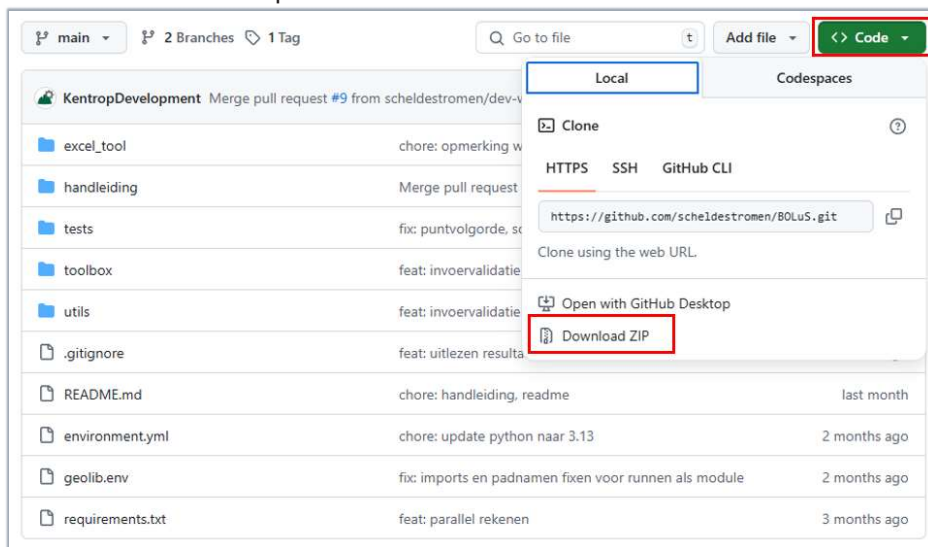 main 2 Branches 1 Tag Go to file t Add file <> Code
Local Codespaces
KentropDevelopment Merge pull request #9 from scheldestromen/dev-
Clone
excel_tool chore: opmerking
HTTPS SSH GitHub CLI
handleiding Merge pull request
https://github.com/scheldestromen/BOLuS.git
tests fix: puntvolgorde,
Clone using the web URL.
toolbox feat: invoervalidatie
Open with GitHub Desktop
utils feat: invoervalidatie
Download ZIP
.gitignore feat: uitlezen
README.md chore: handleiding, readme last month
environment.yml chore: update python naar 3.13 2 months ago
geolib.env fix: imports en padnamen fixen voor runnen als module 2 months ago
requirements.txt feat: parallel rekenen 3 months ago